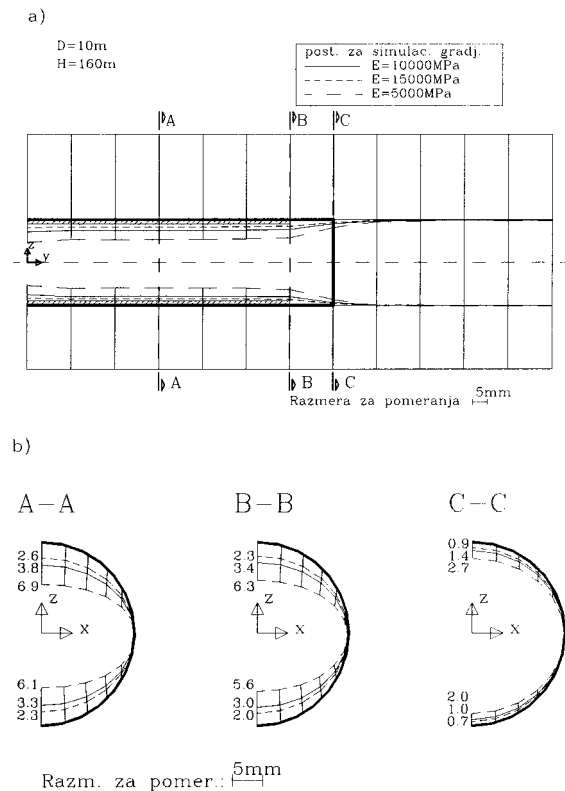 a)
D=10m
H=160m
post. za simulac. gradj.
E=10000MPa
E=15000MPa
E=5000MPa
A B C
z
y
A B C
Razmera za pomeranja 5mm
b)
A-A B-B C-C
2.6
3.8
6.9
z
x
6.1
3.3
2.3
2.3
3.4
6.3
z
x
5.6
3.0
2.0
0.9
1.4
2.7
z
x
2.0
1.0
0.7
Razm. za pomer.: 5mm